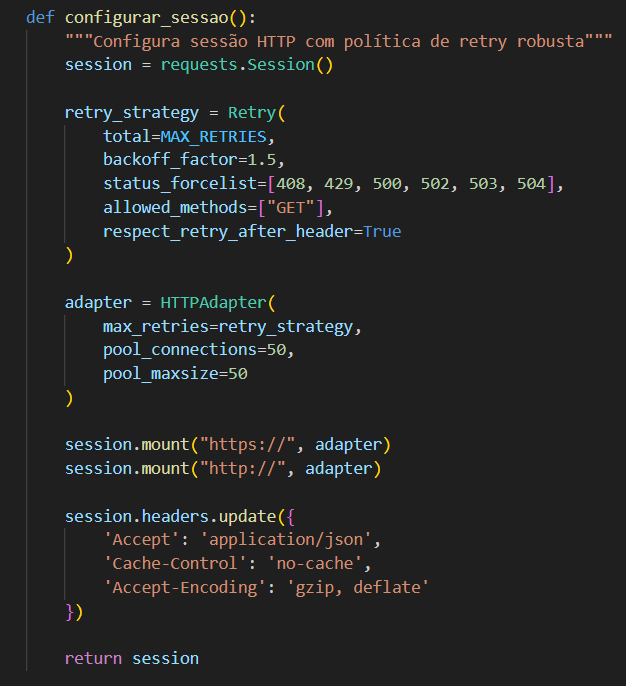 def configurar_sessao():
    """Configura sessão HTTP com política de retry robusta"""
    session = requests.Session()

    retry_strategy = Retry(
        total=MAX_RETRIES,
        backoff_factor=1.5,
        status_forcelist=[408, 429, 500, 502, 503, 504],
        allowed_methods=["GET"],
        respect_retry_after_header=True
    )

    adapter = HTTPAdapter(
        max_retries=retry_strategy,
        pool_connections=50,
        pool_maxsize=50
    )

    session.mount("https://", adapter)
    session.mount("http://", adapter)

    session.headers.update({
        'Accept': 'application/json',
        'Cache-Control': 'no-cache',
        'Accept-Encoding': 'gzip, deflate'
    })

    return session